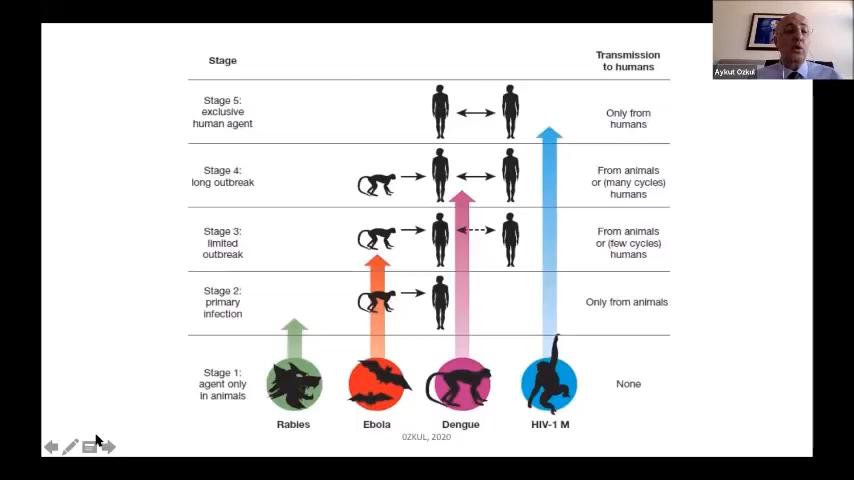 Stage
Transmission
to humans
Aykut Ozkul
Stage 5:
exclusive
human agent
Only from
humans
Stage 4:
long outbreak
From animals
or (many cycles)
humans
Stage 3:
limited
outbreak
From animals
or (few cycles)
humans
Stage 2:
primary
infection
Only from animals
Stage 1:
agent only
in animals
None
Rabies
Ebola
Dengue
HIV-1 M
OZKUL, 2020